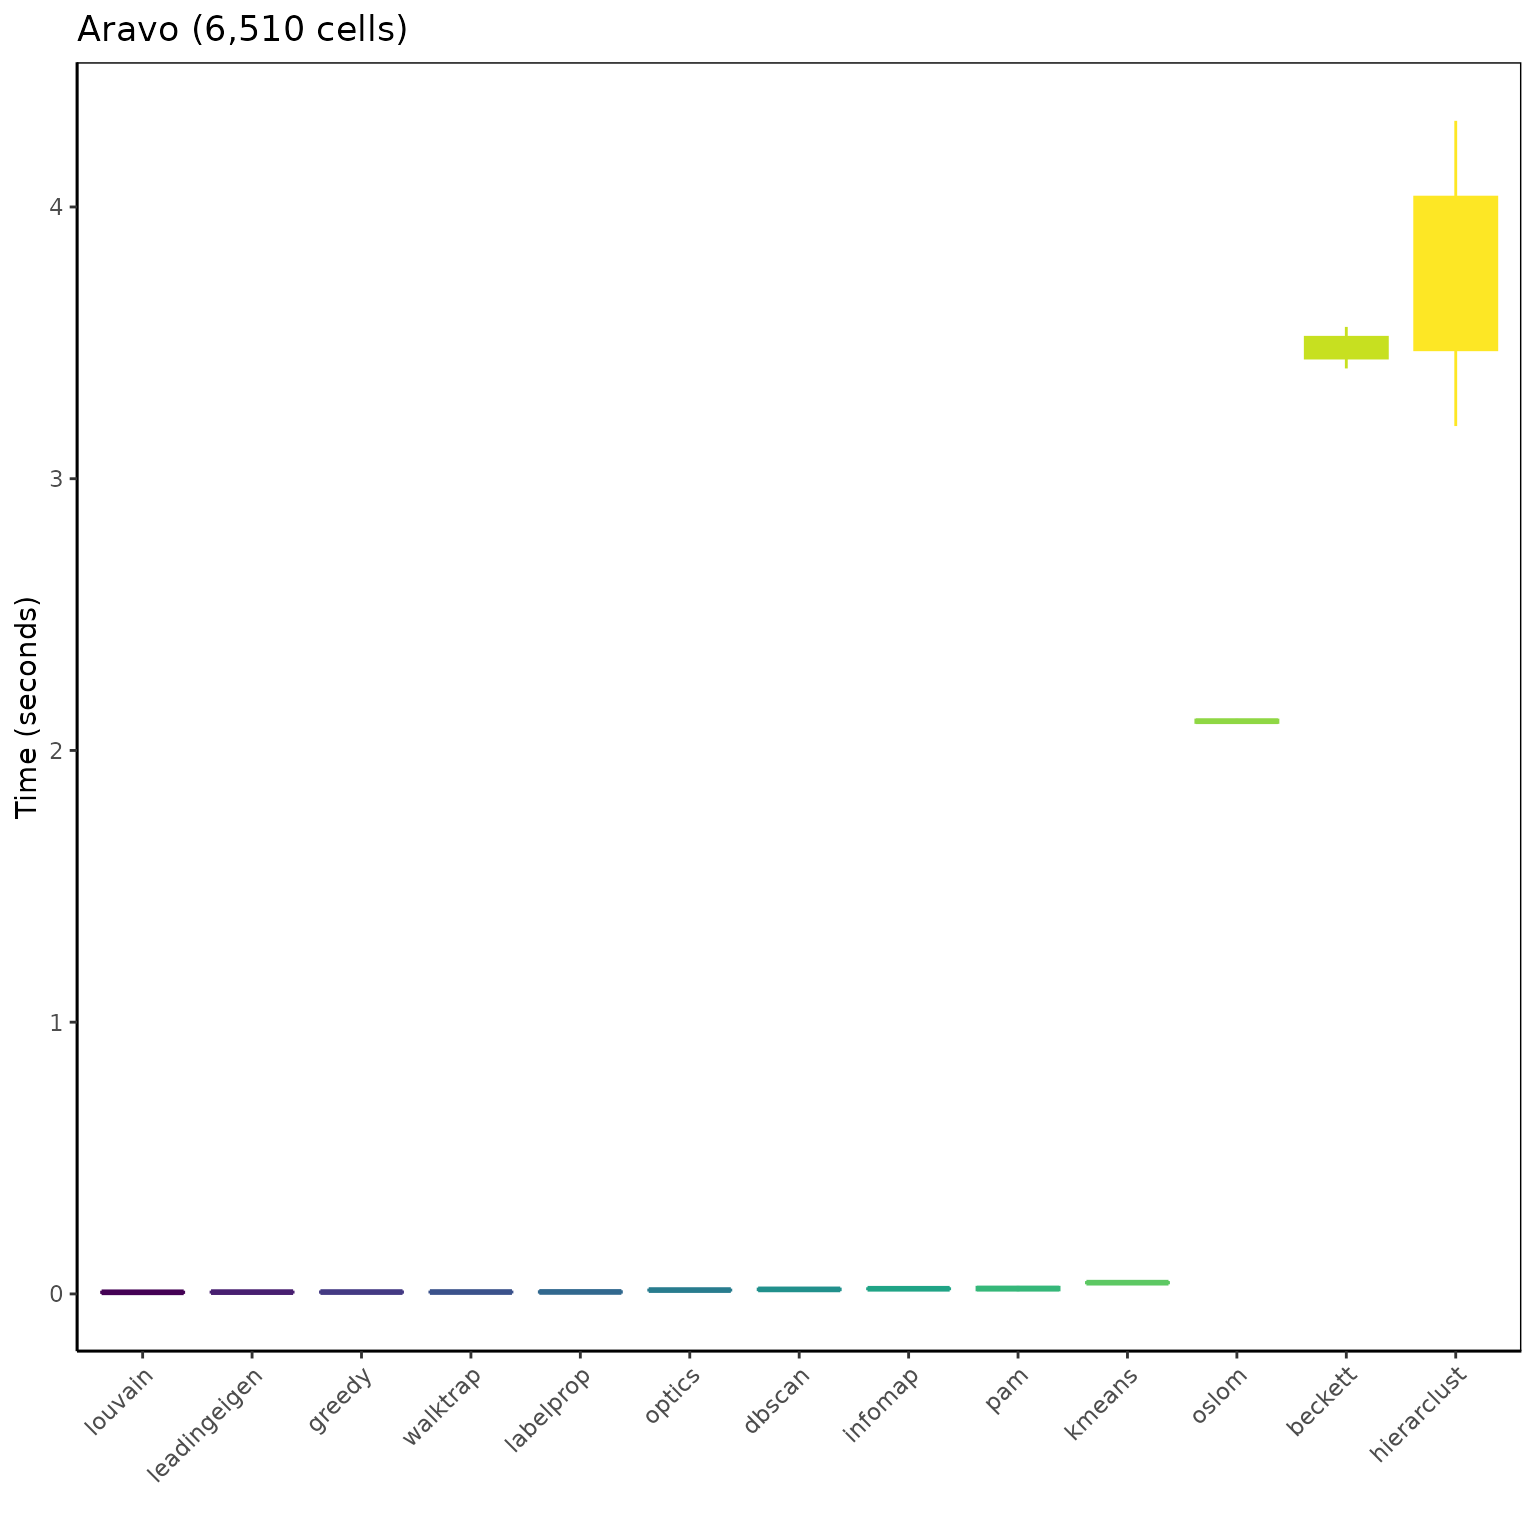 Aravo (6,510 cells)
Time (seconds)
4
3
2
1
0
louvain
leadingeigen
greedy
walktrap
labelprop
optics
dbscan
infomap
pam
kmeans
oslom
beckett
hierarclust